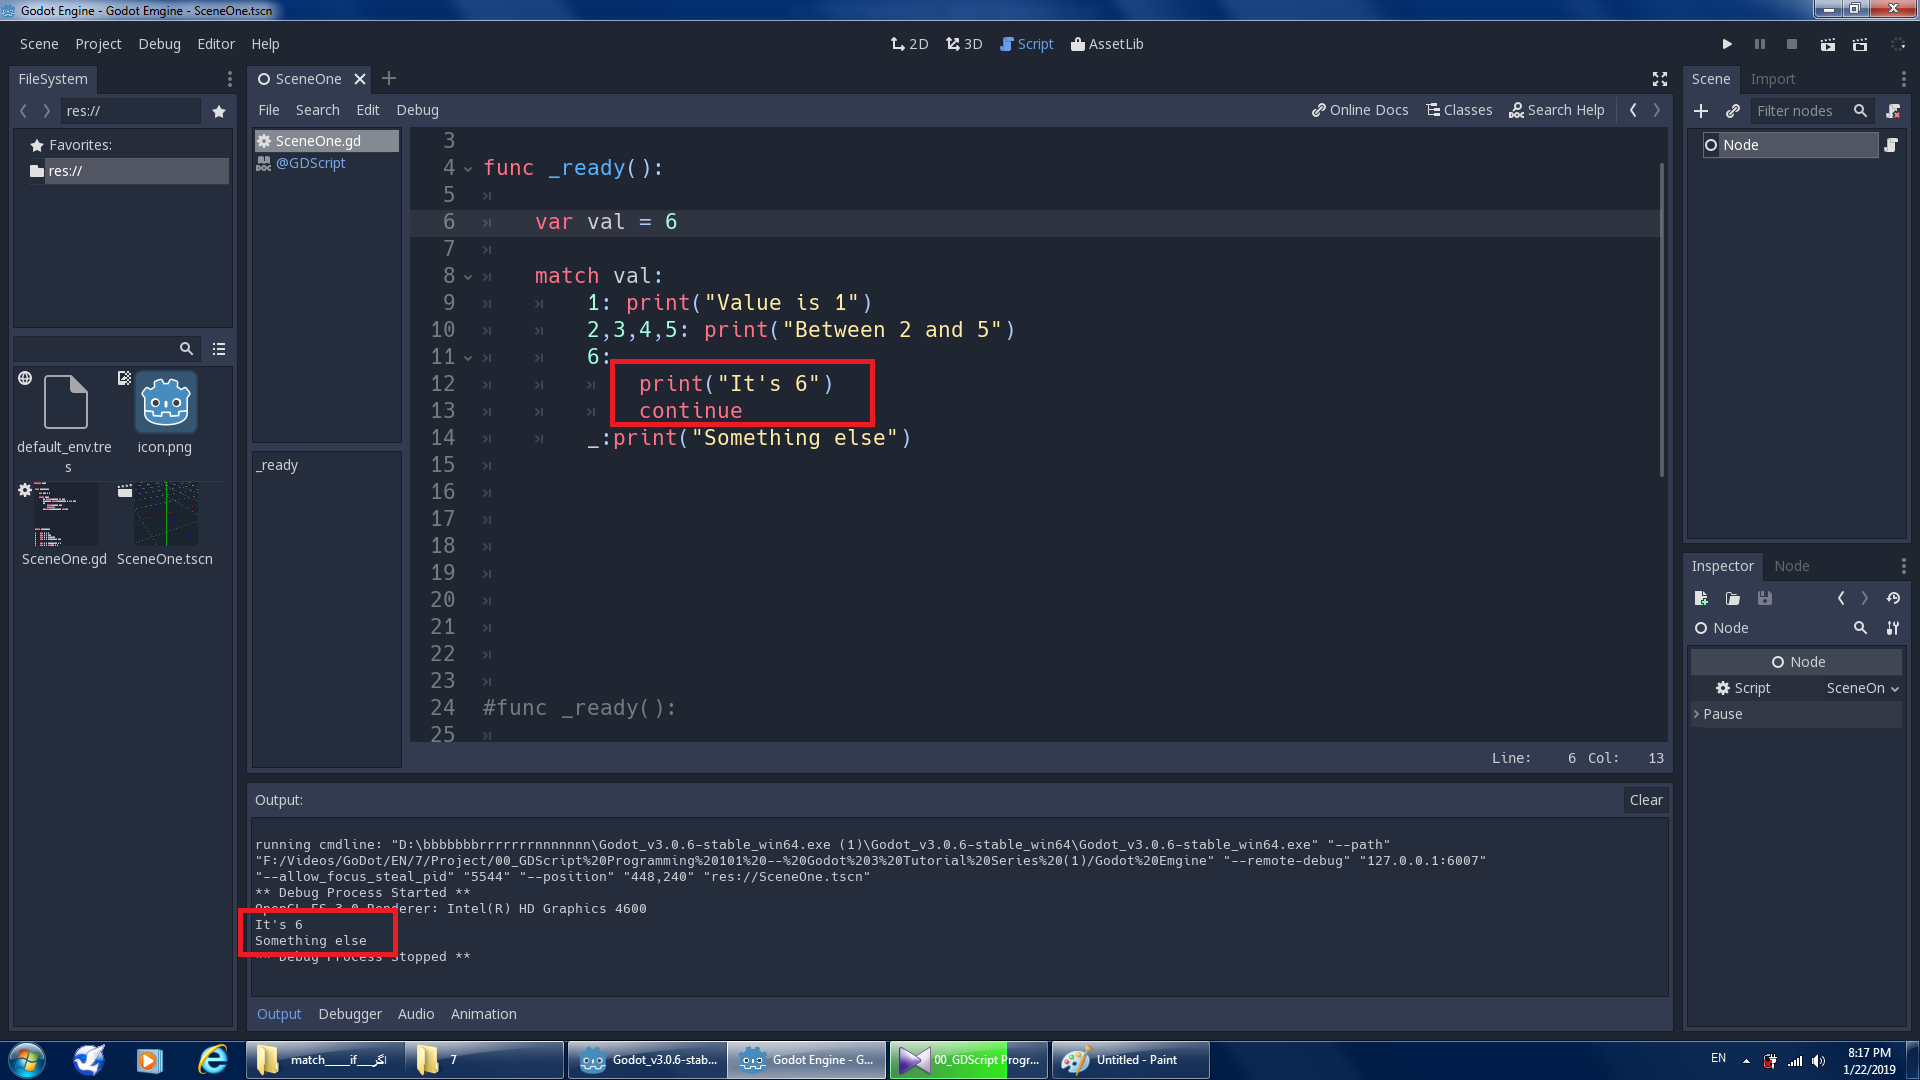 Godot Engine - Godot Emgine - SceneOne.tscn
Scene Project Debug Editor Help
2D 3D Script AssetLib
FileSystem
res://
Favorites:
res://
default_env.tre
s
icon.png
SceneOne.gd
SceneOne.tscn
SceneOne
File Search Edit Debug
Online Docs Classes Search Help
SceneOne.gd
@GDScript
_ready
3
4 func _ready():
5
6 var val = 6
7
8 match val:
9 1: print("Value is 1")
10 2,3,4,5: print("Between 2 and 5")
11 6:
12 print("It's 6")
13 continue
14 _:print("Something else")
15
16
17
18
19
20
21
22
23
24 #func _ready():
25
Line: 6 Col: 13
Output:
Clear
running cmdline: "D:\bbbbbbbrrrrrrrnnnnnnn\Godot_v3.0.6-stable_win64.exe (1)\Godot_v3.0.6-stable_win64\Godot_v3.0.6-stable_win64.exe" "--path"
"F:/Videos/GoDot/EN/7/Project/00_GDScript%20Programming%20101%20--%20Godot%203%20Tutorial%20Series%20(1)/Godot%20Emgine" "--remote-debug" "127.0.0.1:6007"
"--allow_focus_steal_pid" "5544" "--position" "448,240" "res://SceneOne.tscn"
** Debug Process Started **
OpenGL ES 3.0 Renderer: Intel(R) HD Graphics 4600
It's 6
Something else
** Debug Process Stopped **
Output Debugger Audio Animation
Scene Import
Filter nodes
Node
Inspector Node
Node
Node
Script SceneOn
Pause
match____if___اگر
7
Godot_v3.0.6-stab...
Godot Engine - G...
00_GDScript Progr...
Untitled - Paint
EN
8:17 PM
1/22/2019